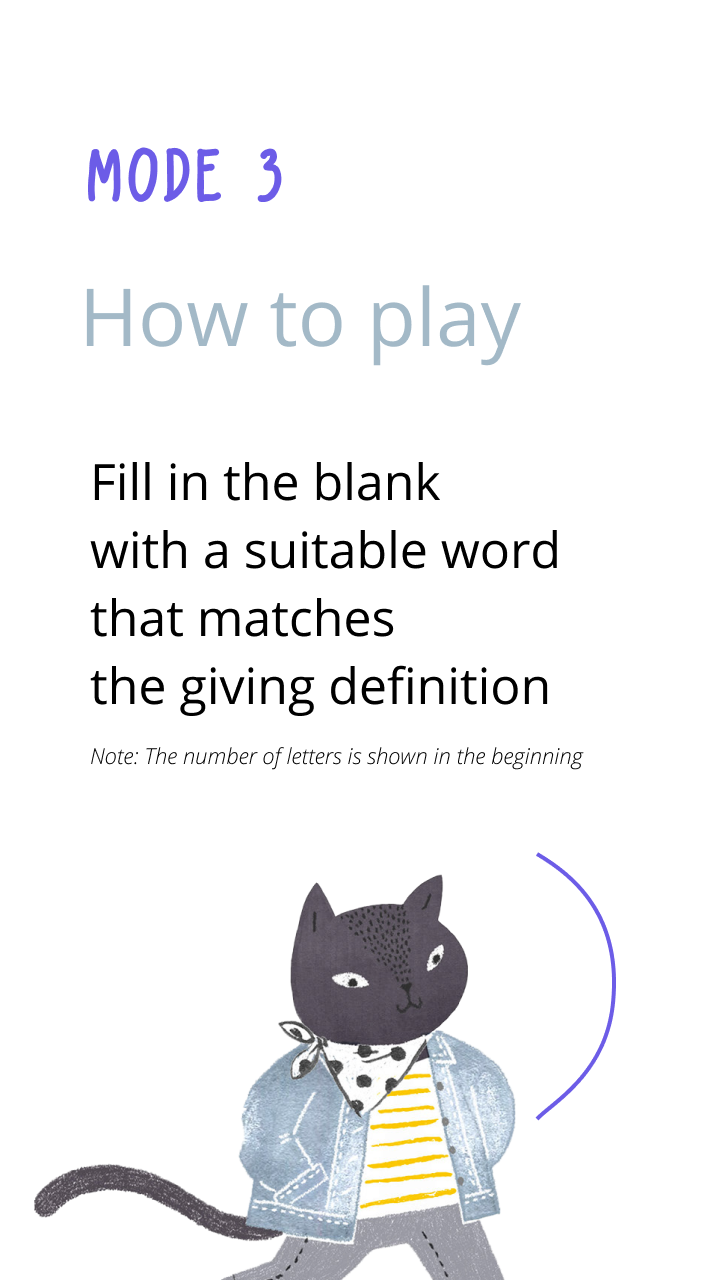 MODE 3
How to play
Fill in the blank
with a suitable word
that matches
the giving definition
Note: The number of letters is shown in the beginning